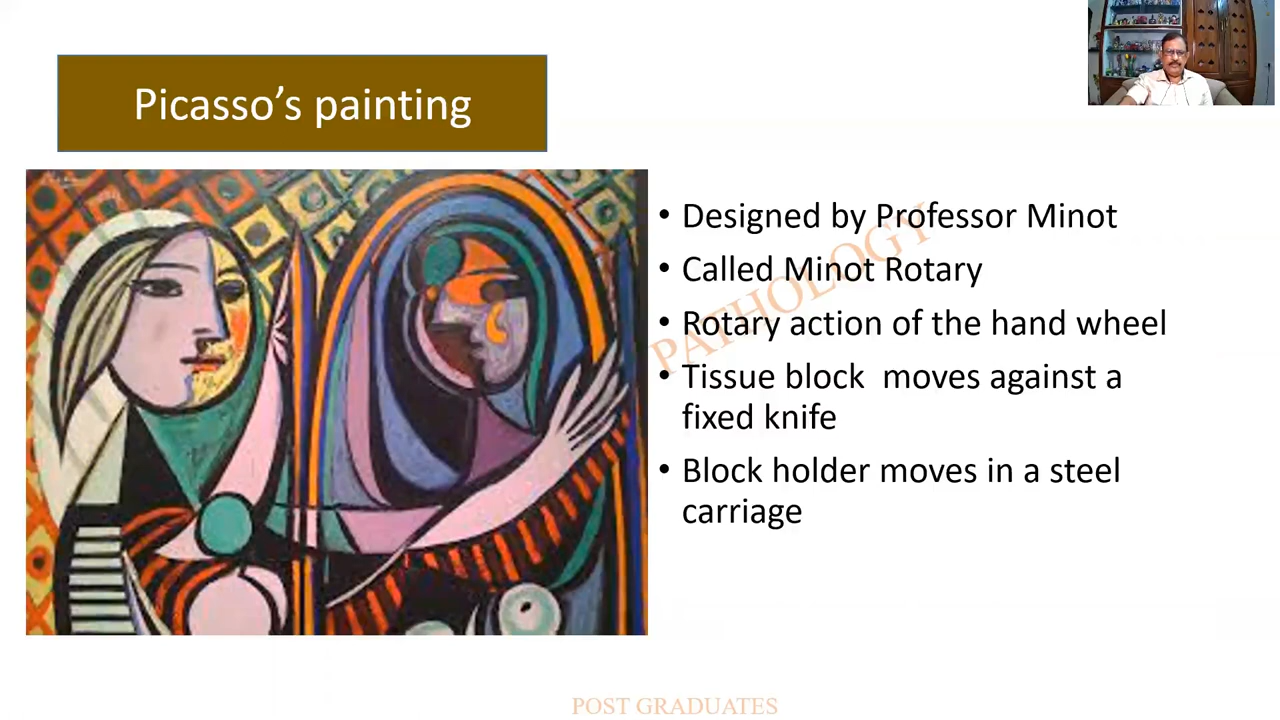 Picasso’s painting
• Designed by Professor Minot
• Called Minot Rotary
• Rotary action of the hand wheel
• Tissue block moves against a
fixed knife
• Block holder moves in a steel
carriage
PATHOLOGY
POST GRADUATES